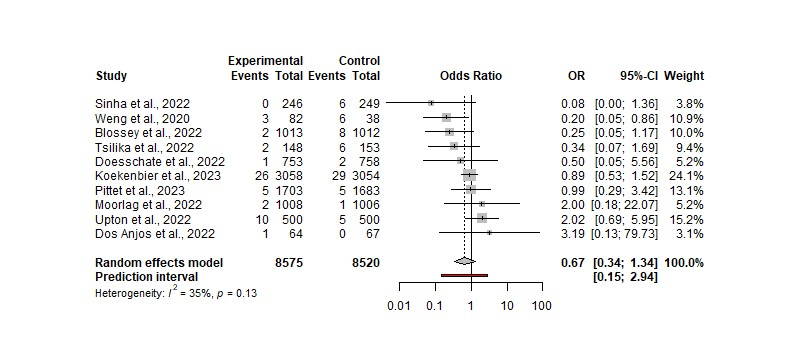 Experimental Control
Study Events Total Events Total Odds Ratio OR 95%-CI Weight
Sinha et al., 2022 0 246 6 249 0.08 [0.00; 1.36] 3.8%
Weng et al., 2020 3 82 6 38 0.20 [0.05; 0.86] 10.9%
Blossey et al., 2022 2 1013 8 1012 0.25 [0.05; 1.17] 10.0%
Tsilika et al., 2022 2 148 6 153 0.34 [0.07; 1.69] 9.4%
Doesschate et al., 2022 1 753 2 758 0.50 [0.05; 5.56] 5.2%
Koekenbier et al., 2023 26 3058 29 3054 0.89 [0.53; 1.52] 24.1%
Pittet et al., 2023 5 1703 5 1683 0.99 [0.29; 3.42] 13.1%
Moorlag et al., 2022 2 1008 1 1006 2.00 [0.18; 22.07] 5.2%
Upton et al., 2022 10 500 5 500 2.02 [0.69; 5.95] 15.2%
Dos Anjos et al., 2022 1 64 0 67 3.19 [0.13; 79.73] 3.1%
Random effects model 8575 8520 0.67 [0.34; 1.34] 100.0%
Prediction interval [0.15; 2.94]
Heterogeneity: I² = 35%, p = 0.13
0.01 0.1 1 10 100